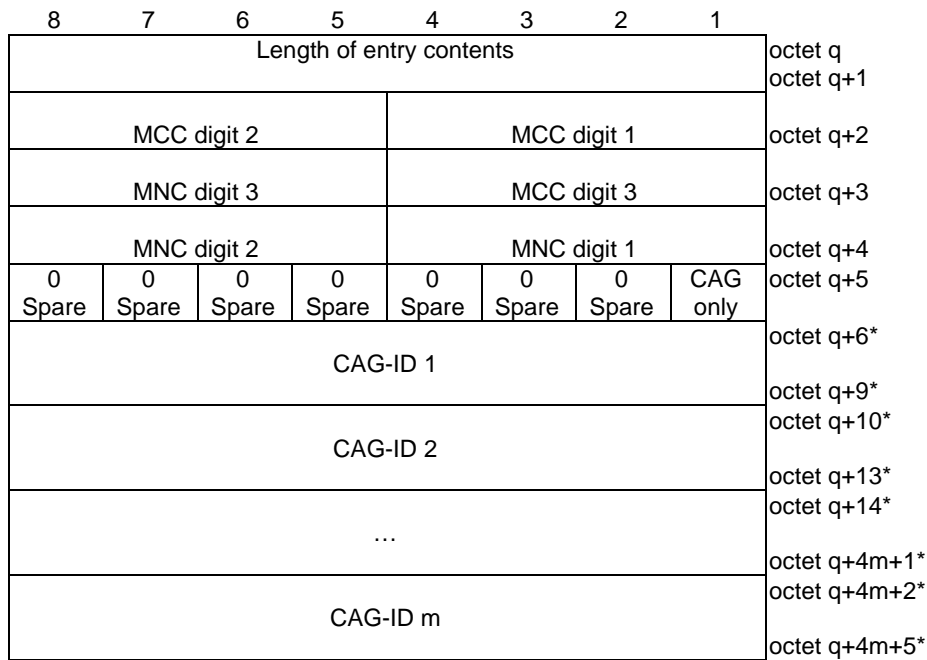 8 7 6 5 4 3 2 1
Length of entry contents octet q
octet q+1
MCC digit 2 MCC digit 1 octet q+2
MNC digit 3 MCC digit 3 octet q+3
MNC digit 2 MNC digit 1 octet q+4
0 0 0 0 0 0 0 CAG octet q+5
Spare Spare Spare Spare Spare Spare Spare only
octet q+6*
CAG-ID 1
octet q+9*
octet q+10*
CAG-ID 2
octet q+13*
octet q+14*
…
octet q+4m+1*
octet q+4m+2*
CAG-ID m
octet q+4m+5*